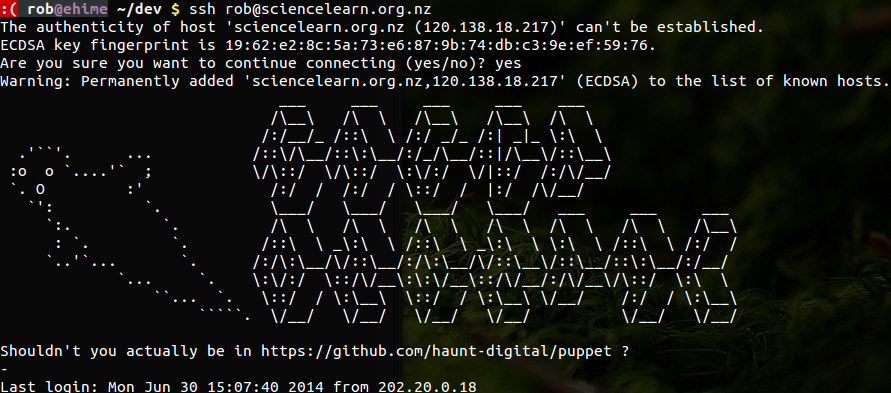 :( rob@ehime ~/dev $ ssh rob@sciencelearn.org.nz
The authenticity of host 'sciencelearn.org.nz (120.138.18.217)' can't be established.
ECDSA key fingerprint is 19:62:e2:8c:5a:73:e6:87:9b:74:db:c3:9e:ef:59:76.
Are you sure you want to continue connecting (yes/no)? yes
Warning: Permanently added 'sciencelearn.org.nz,120.138.18.217' (ECDSA) to the list of known hosts.
Shouldn't you actually be in https://github.com/haunt-digital/puppet ?
-
Last login: Mon Jun 30 15:07:40 2014 from 202.20.0.18